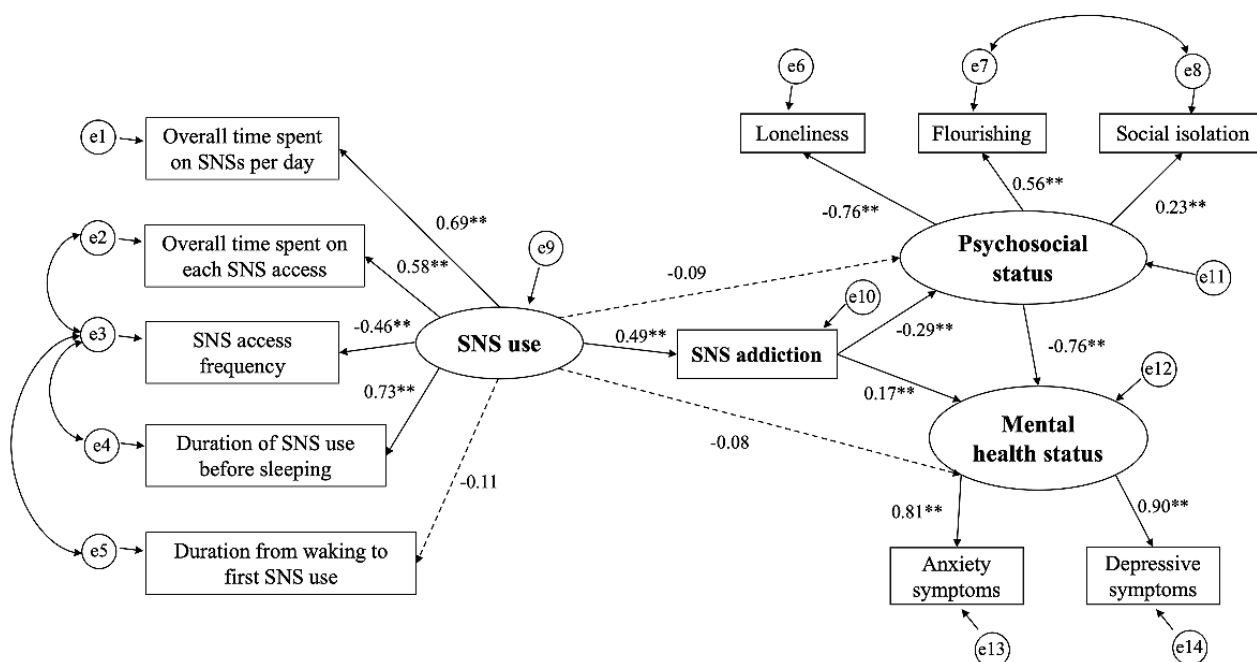 e1
Overall time spent
on SNSs per day
e2
Overall time spent on
each SNS access
e3
SNS access
frequency
e4
Duration of SNS use
before sleeping
e5
Duration from waking to
first SNS use
0.69**
0.58**
-0.46**
0.73**
-0.11
e9
SNS use
-0.09
0.49**
-0.08
e10
SNS addiction
-0.29**
0.17**
e6
e7
e8
Loneliness
Flourishing
Social isolation
-0.76**
0.56**
0.23**
Psychosocial
status
e11
-0.76**
e12
Mental
health status
0.81**
0.90**
Anxiety
symptoms
Depressive
symptoms
e13
e14